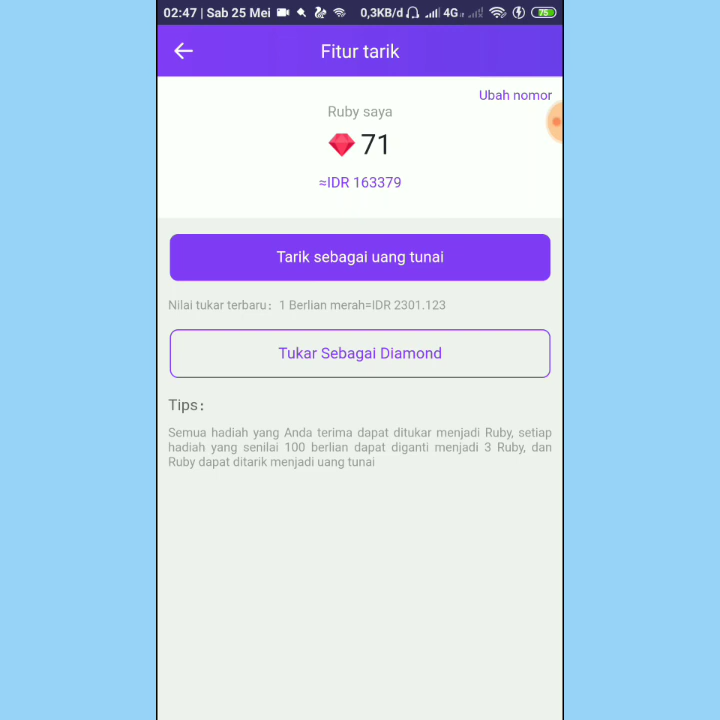 02:47 | Sab 25 Mei 0,3KB/d 4G 75
Fitur tarik
Ubah nomor
Ruby saya
71
≈IDR 163379
Tarik sebagai uang tunai
Nilai tukar terbaru：1 Berlian merah=IDR 2301.123
Tukar Sebagai Diamond
Tips：
Semua hadiah yang Anda terima dapat ditukar menjadi Ruby, setiap
hadiah yang senilai 100 berlian dapat diganti menjadi 3 Ruby, dan
Ruby dapat ditarik menjadi uang tunai